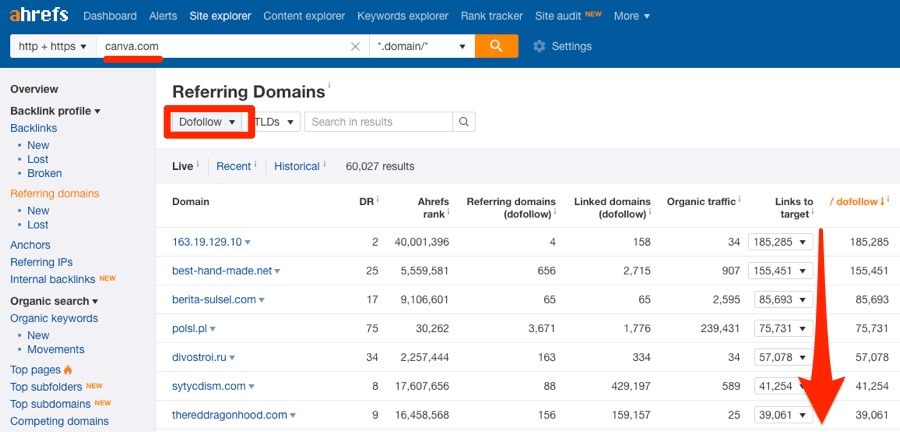 ahrefs Dashboard Alerts Site explorer Content explorer Keywords explorer Rank tracker Site audit NEW More
http + https canva.com *.domain/* Settings
Overview
Backlink profile
Backlinks
• New
• Lost
• Broken
Referring domains
• New
• Lost
Anchors
Referring IPs
Internal backlinks NEW
Organic search
Organic keywords
• New
• Movements
Top pages
Top subfolders NEW
Top subdomains NEW
Competing domains
Referring Domains i
Dofollow TLDs Search in results
Live i Recent i Historical i 60,027 results
Domain DR i Ahrefs rank i Referring domains (dofollow) i Linked domains (dofollow) i Organic traffic i Links to target i / dofollow ↓ i
163.19.129.10 2 40,001,396 4 158 34 185,285 185,285
best-hand-made.net 25 5,559,581 656 2,715 907 155,451 155,451
berita-sulsel.com 17 9,106,601 65 65 2,595 85,693 85,693
polsl.pl 75 30,262 3,671 1,776 239,431 75,731 75,731
divostroi.ru 34 2,257,444 163 334 34 57,078 57,078
sytycdism.com 8 17,607,656 88 429,197 589 41,254 41,254
thereddragonhood.com 9 16,458,568 156 159,157 25 39,061 39,061